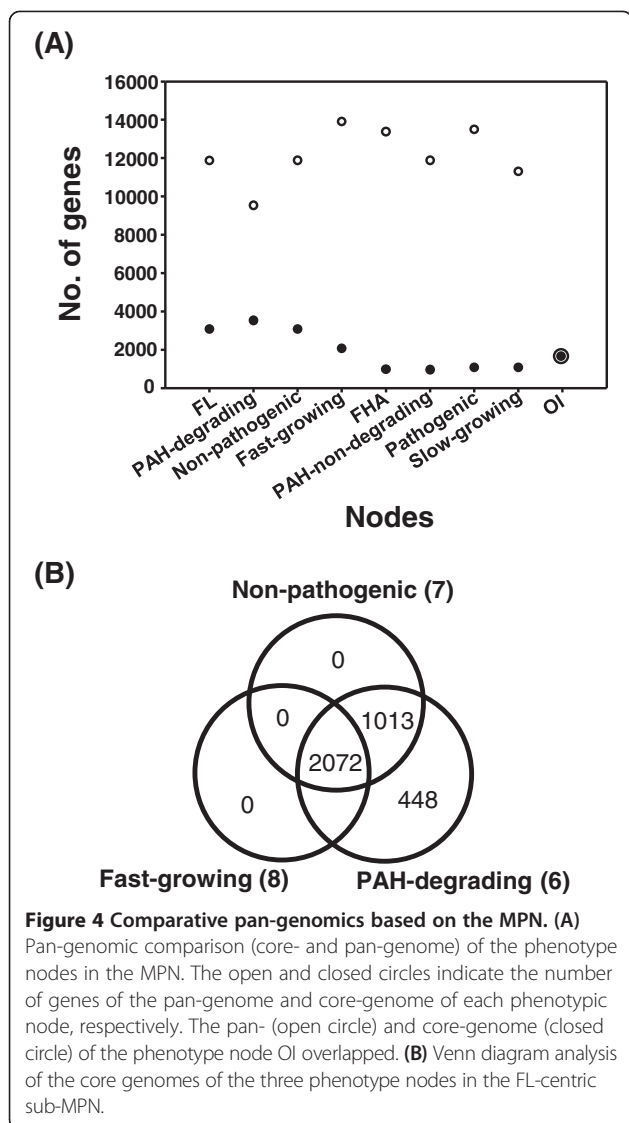 (A)
16000
14000
12000
10000
8000
6000
4000
2000
0
No. of genes
FL
PAH-degrading
Non-pathogenic
Fast-growing
FHA
PAH-non-degrading
Pathogenic
Slow-growing
OI
Nodes
(B)
Non-pathogenic (7)
0
0
1013
2072
0
448
Fast-growing (8)
PAH-degrading (6)
Figure 4 Comparative pan-genomics based on the MPN. (A)
Pan-genomic comparison (core- and pan-genome) of the phenotype
nodes in the MPN. The open and closed circles indicate the number
of genes of the pan-genome and core-genome of each phenotypic
node, respectively. The pan- (open circle) and core-genome (closed
circle) of the phenotype node OI overlapped. (B) Venn diagram analysis
of the core genomes of the three phenotype nodes in the FL-centric
sub-MPN.